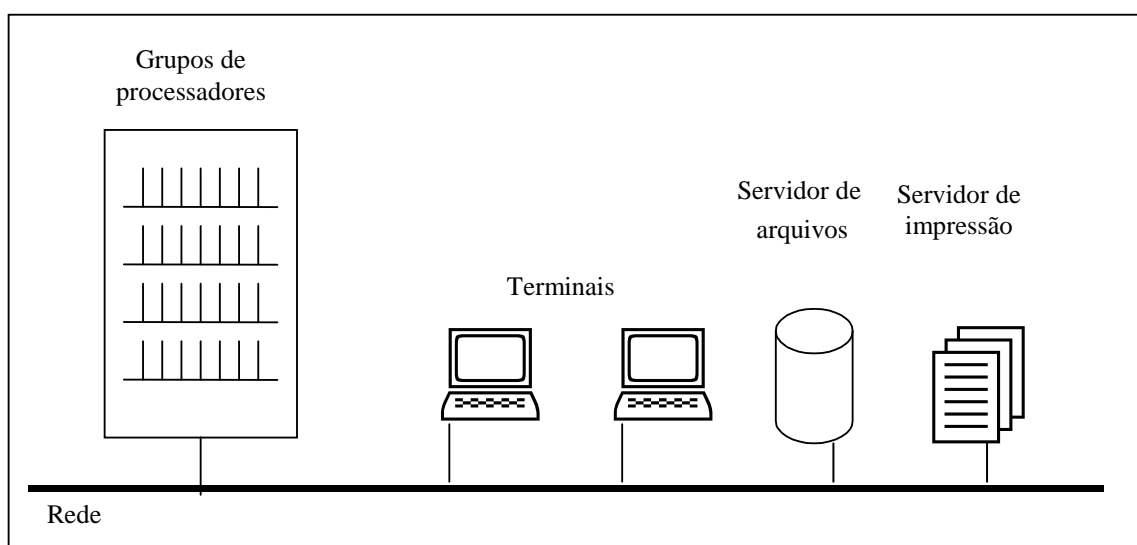 Grupos de
processadores
Servidor de
arquivos
Servidor de
impressão
Terminais
Rede